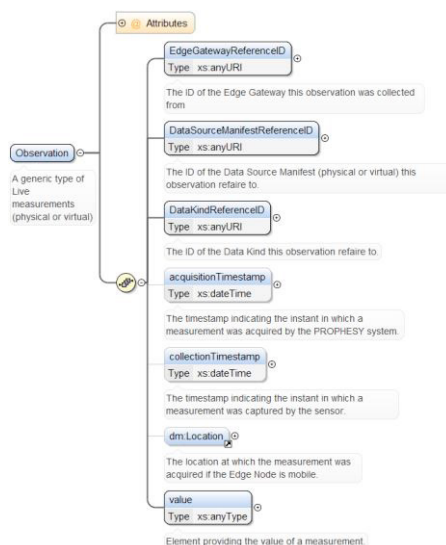 Attributes
EdgeGatewayReferenceID
Type xs:anyURI
The ID of the Edge Gateway this observation was collected
from
DataSourceManifestReferenceID
Type xs:anyURI
The ID of the Data Source Manifest (physical or virtual) this
observation refaire to.
Observation
A generic type of
Live
measurements
(physical or virtual)
DataKindReferenceID
Type xs:anyURI
The ID of the Data Kind this observation refaire to
acquisitionTimestamp
Type xs:dateTime
The timestamp indicating the instant in which a
measurement was acquired by the PROPHESY system.
collectionTimestamp
Type xs:dateTime
The timestamp indicating the instant in which a
measurement was captured by the sensor.
dm:Location
The location at which the measurement was
acquired if the Edge Node is mobile.
value
Type xs:anyType
Element providing the value of a measurement.